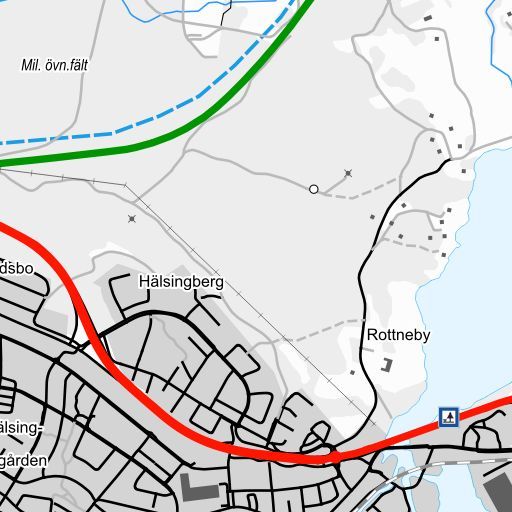 Mil. övn.fält
dsbo
Hälsingberg
Rottneby
älsing-
gården